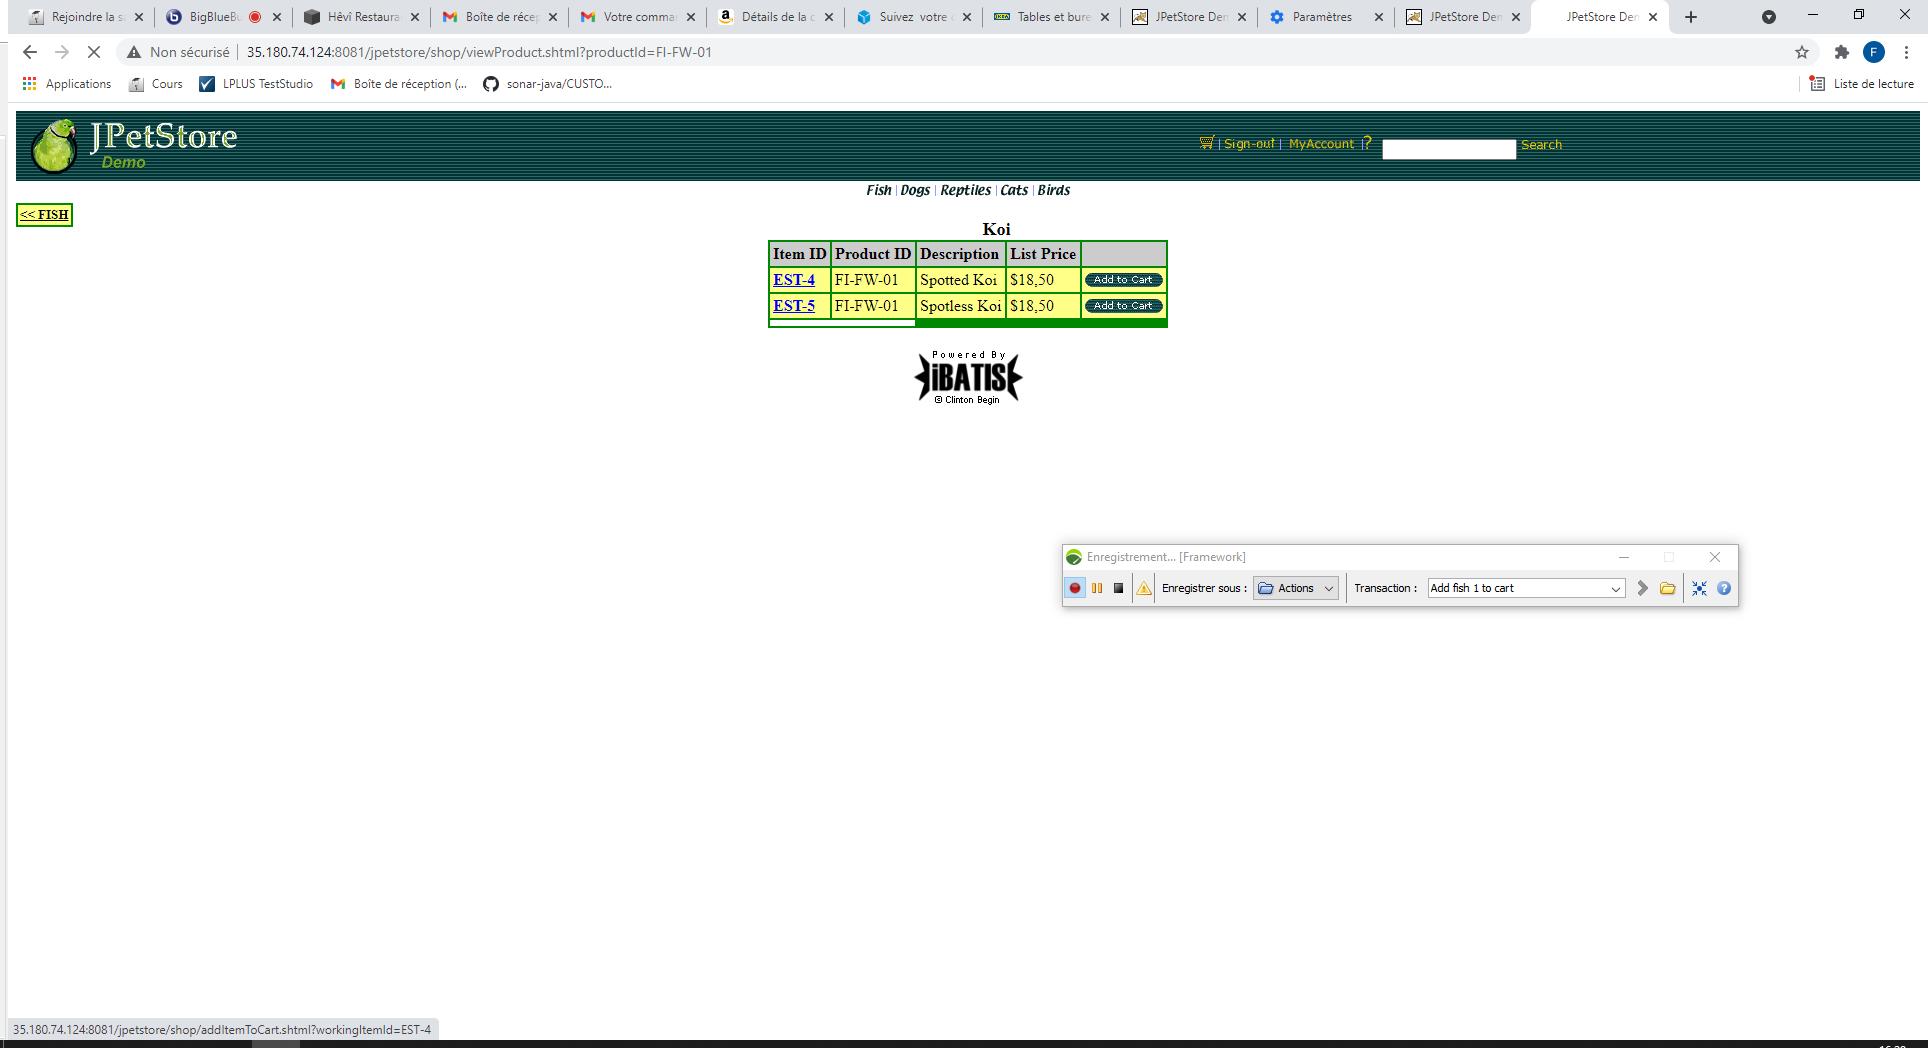 Rejoindre la s
BigBlueBu
Hêvî Restaura
Boîte de récep
Votre comman
Détails de la c
Suivez votre c
Tables et bure
JPetStore Dem
Paramètres
JPetStore Dem
JPetStore Dem
Non sécurisé
35.180.74.124:8081/jpetstore/shop/viewProduct.shtml?productId=FI-FW-01
F
Applications
Cours
LPLUS TestStudio
Boîte de réception (...
sonar-java/CUSTO...
Liste de lecture
JPetStore
Demo
| Sign-out | MyAccount | ?
Search
Fish | Dogs | Reptiles | Cats | Birds
<< FISH
Koi
Item ID Product ID Description List Price
EST-4 FI-FW-01 Spotted Koi $18,50 Add to Cart
EST-5 FI-FW-01 Spotless Koi $18,50 Add to Cart
Powered By
iBATIS
© Clinton Begin
Enregistrement... [Framework]
Enregistrer sous : Actions Transaction : Add fish 1 to cart
35.180.74.124:8081/jpetstore/shop/addItemToCart.shtml?workingItemId=EST-4